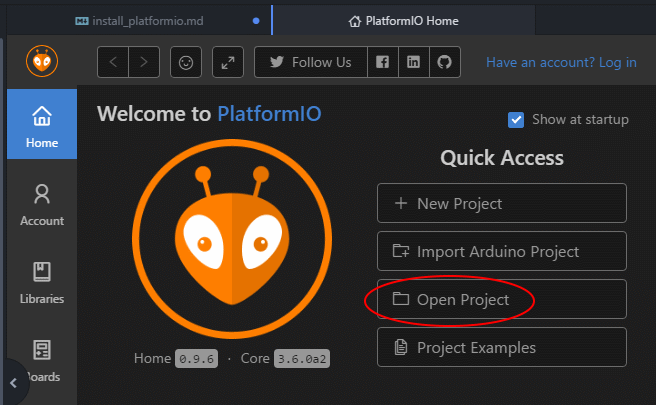 install_platformio.md
PlatformIO Home
Follow Us
Have an account? Log in
Home
Account
Libraries
Boards
Welcome to PlatformIO
Show at startup
Quick Access
New Project
Import Arduino Project
Open Project
Project Examples
Home 0.9.6 · Core 3.6.0a2